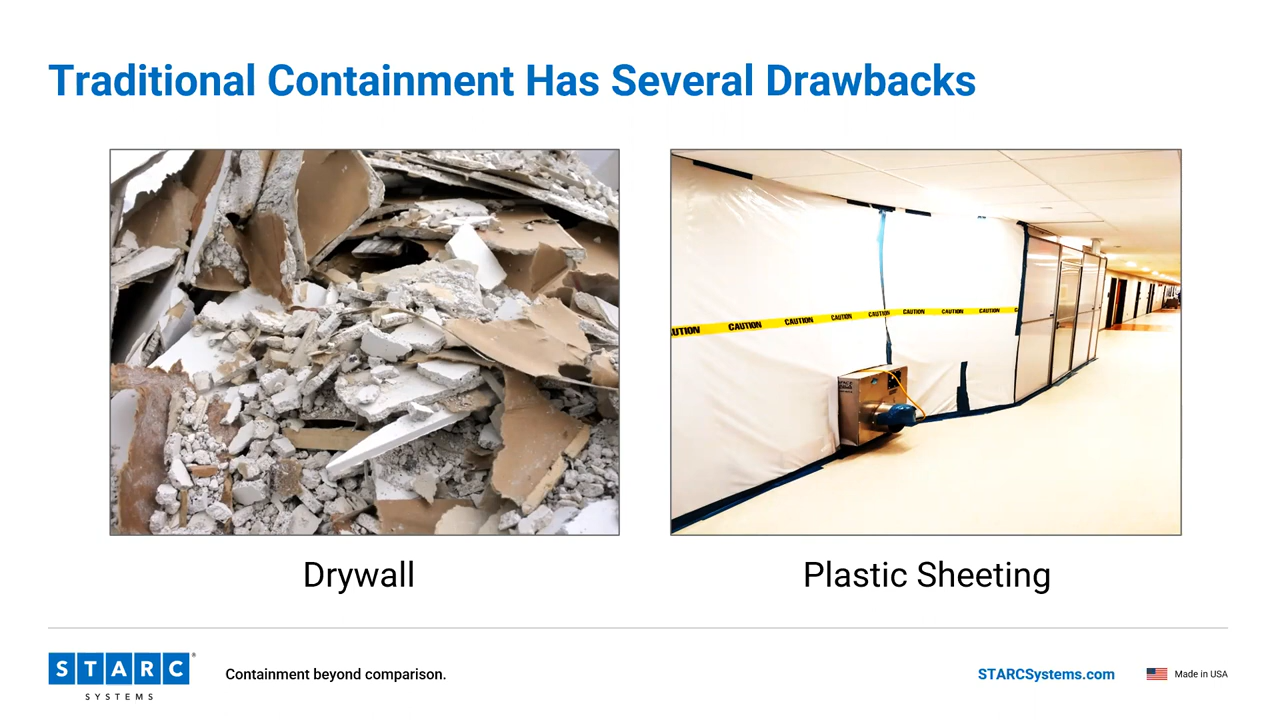 Traditional Containment Has Several Drawbacks
CAUTION CAUTION CAUTION CAUTION CAUTION CAUTION CAUTION
Drywall
Plastic Sheeting
STARC®
SYSTEMS
Containment beyond comparison.
STARCSystems.com
Made in USA